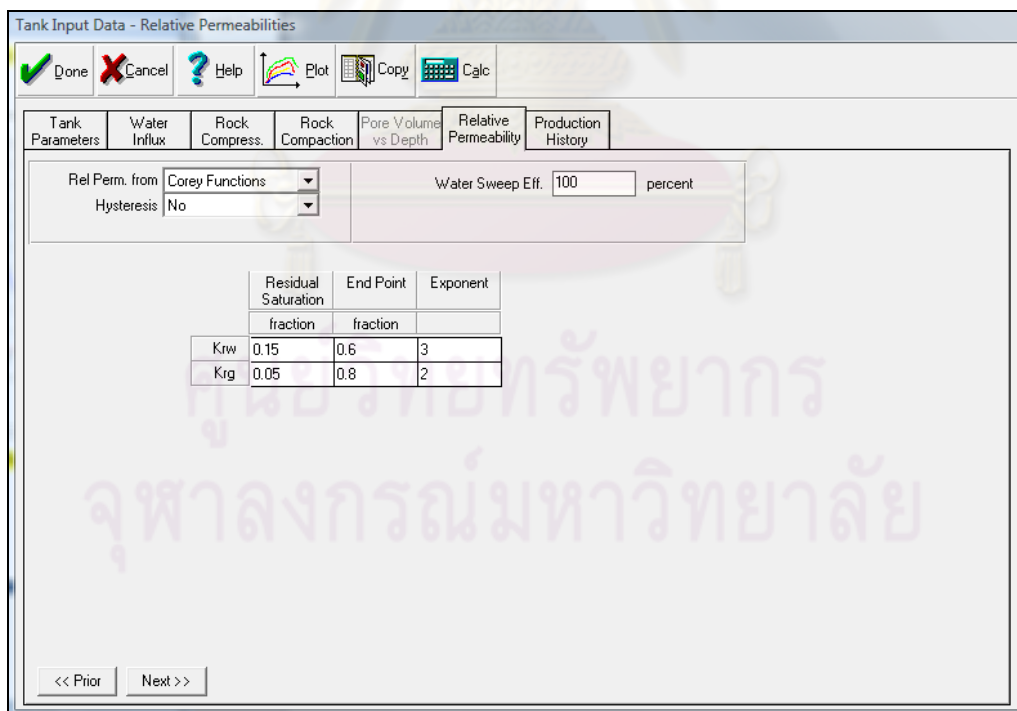 Tank Input Data - Relative Permeabilities
Done Cancel Help Plot Copy Calc
Tank Parameters Water Influx Rock Compress. Rock Compaction Pore Volume vs Depth Relative Permeability Production History
Rel Perm. from Corey Functions Water Sweep Eff. 100 percent
Hysteresis No
Residual Saturation End Point Exponent
fraction fraction
Krw 0.15 0.6 3
Krg 0.05 0.8 2
ศูนย์วิทยทรัพยากร
จุฬาลงกรณ์มหาวิทยาลัย
<< Prior Next >>